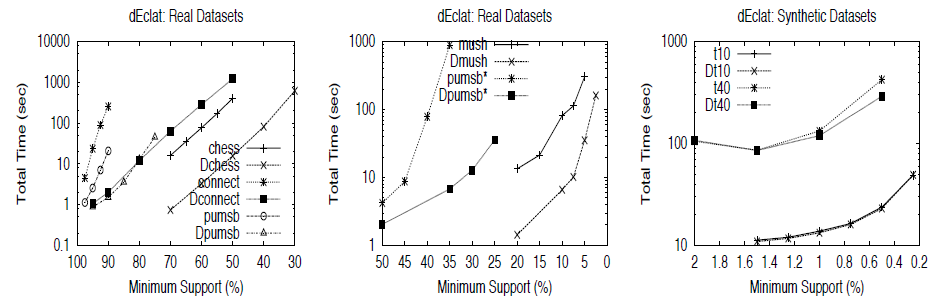 dEclat: Real Datasets
Total Time (sec)
10000
1000
100
10
1
0.1
chess
Dchess
connect
Dconnect
pumsb
Dpumsb
100 90 80 70 60 50 40 30
Minimum Support (%)
dEclat: Real Datasets
Total Time (sec)
1000
100
10
1
mush
Dmush
pumsb*
Dpumsb*
50 45 40 35 30 25 20 15 10 5 0
Minimum Support (%)
dEclat: Synthetic Datasets
Total Time (sec)
1000
100
10
t10
Dt10
t40
Dt40
2 1.8 1.6 1.4 1.2 1 0.8 0.6 0.4 0.2
Minimum Support (%)